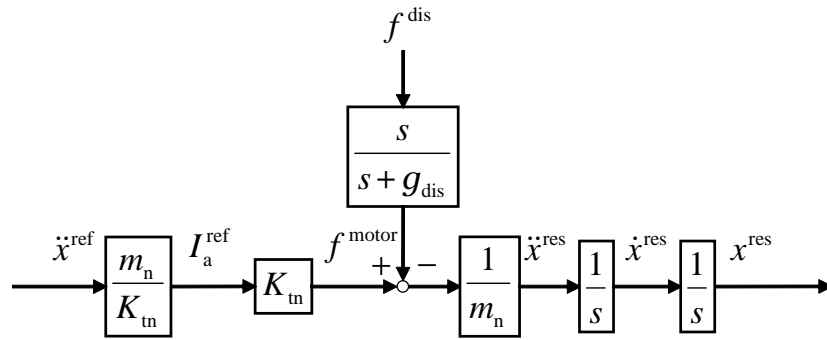 f^dis
s
s + g_dis
ẍ^ref
m_n
K_tn
I_a^ref
K_tn
f^motor
+
−
1
m_n
ẍ^res
1
s
ẋ^res
1
s
x^res